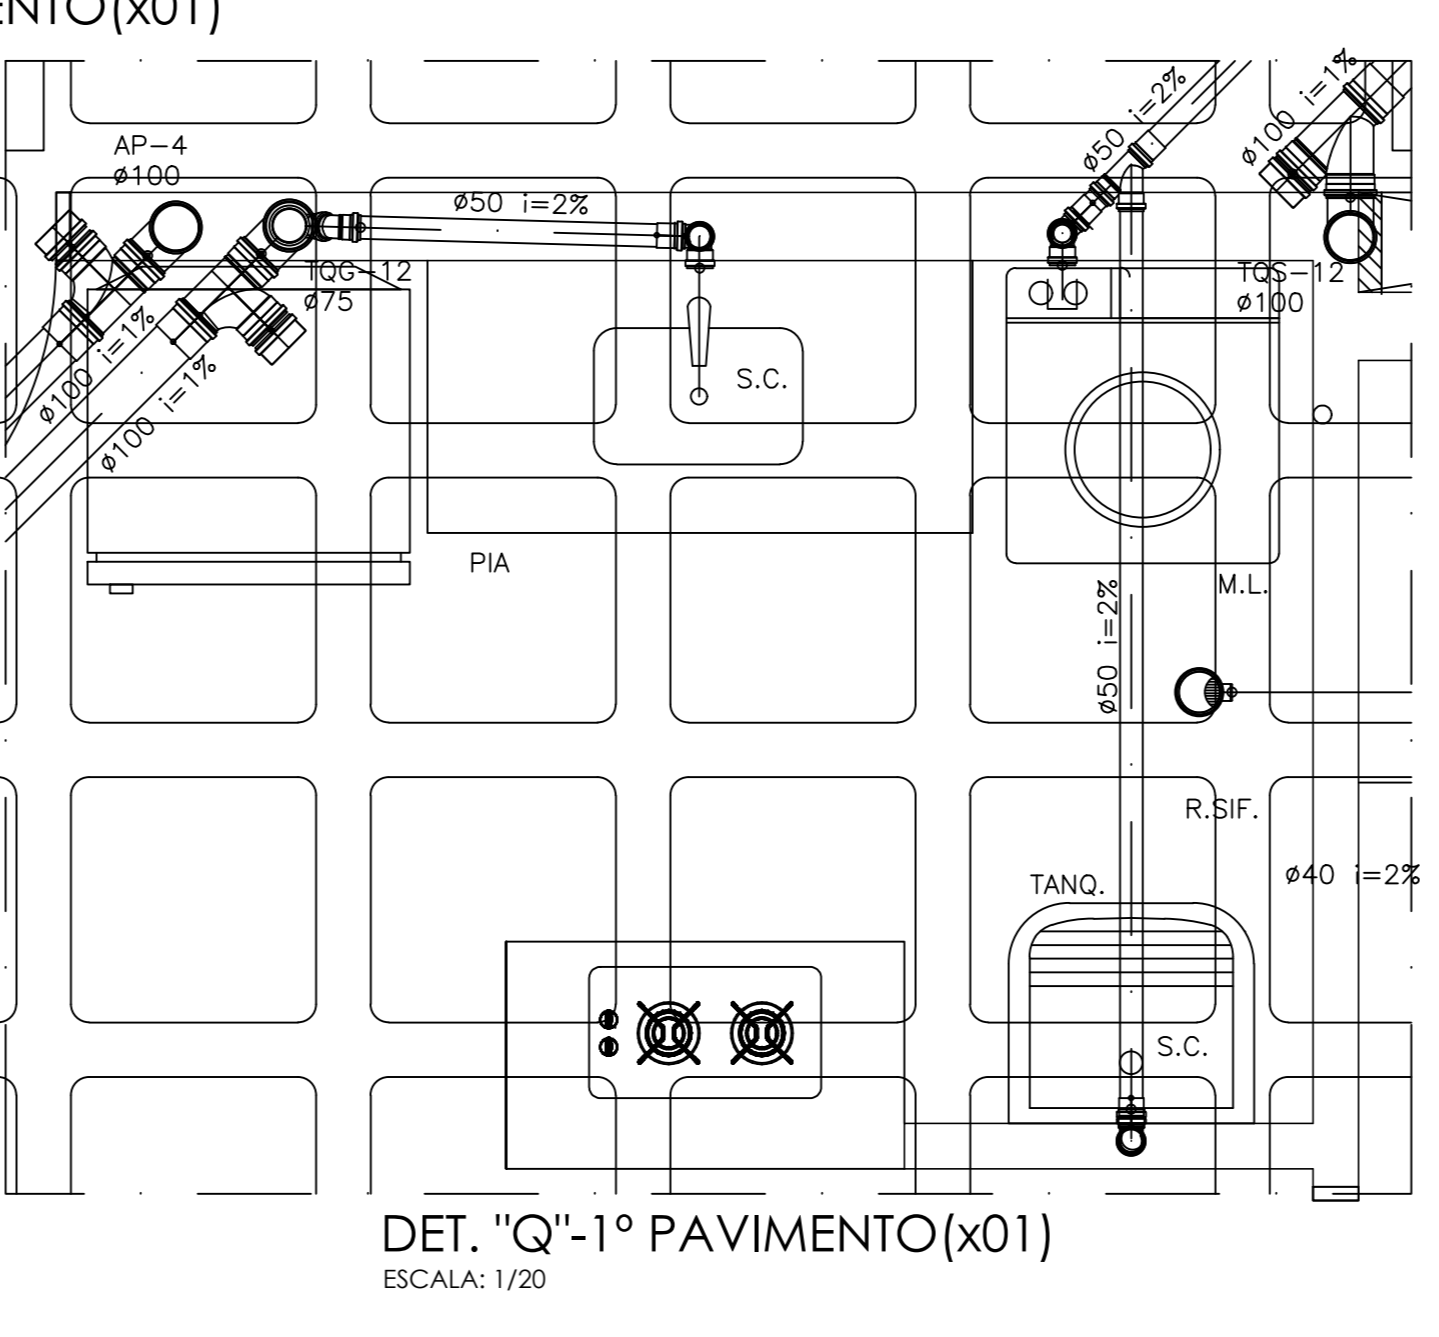 ENTO(x01)
AP-4
ø100
ø50 i=2%
ø50 i=2%
ø100 i=1%
TQG-12
ø75
TQS-12
ø100
ø100 i=1%
ø100 i=1%
S.C.
PIA
M.L.
ø50 i=2%
R.SIF.
ø40 i=2%
TANQ.
S.C.
DET. "Q"-1º PAVIMENTO(x01)
ESCALA: 1/20